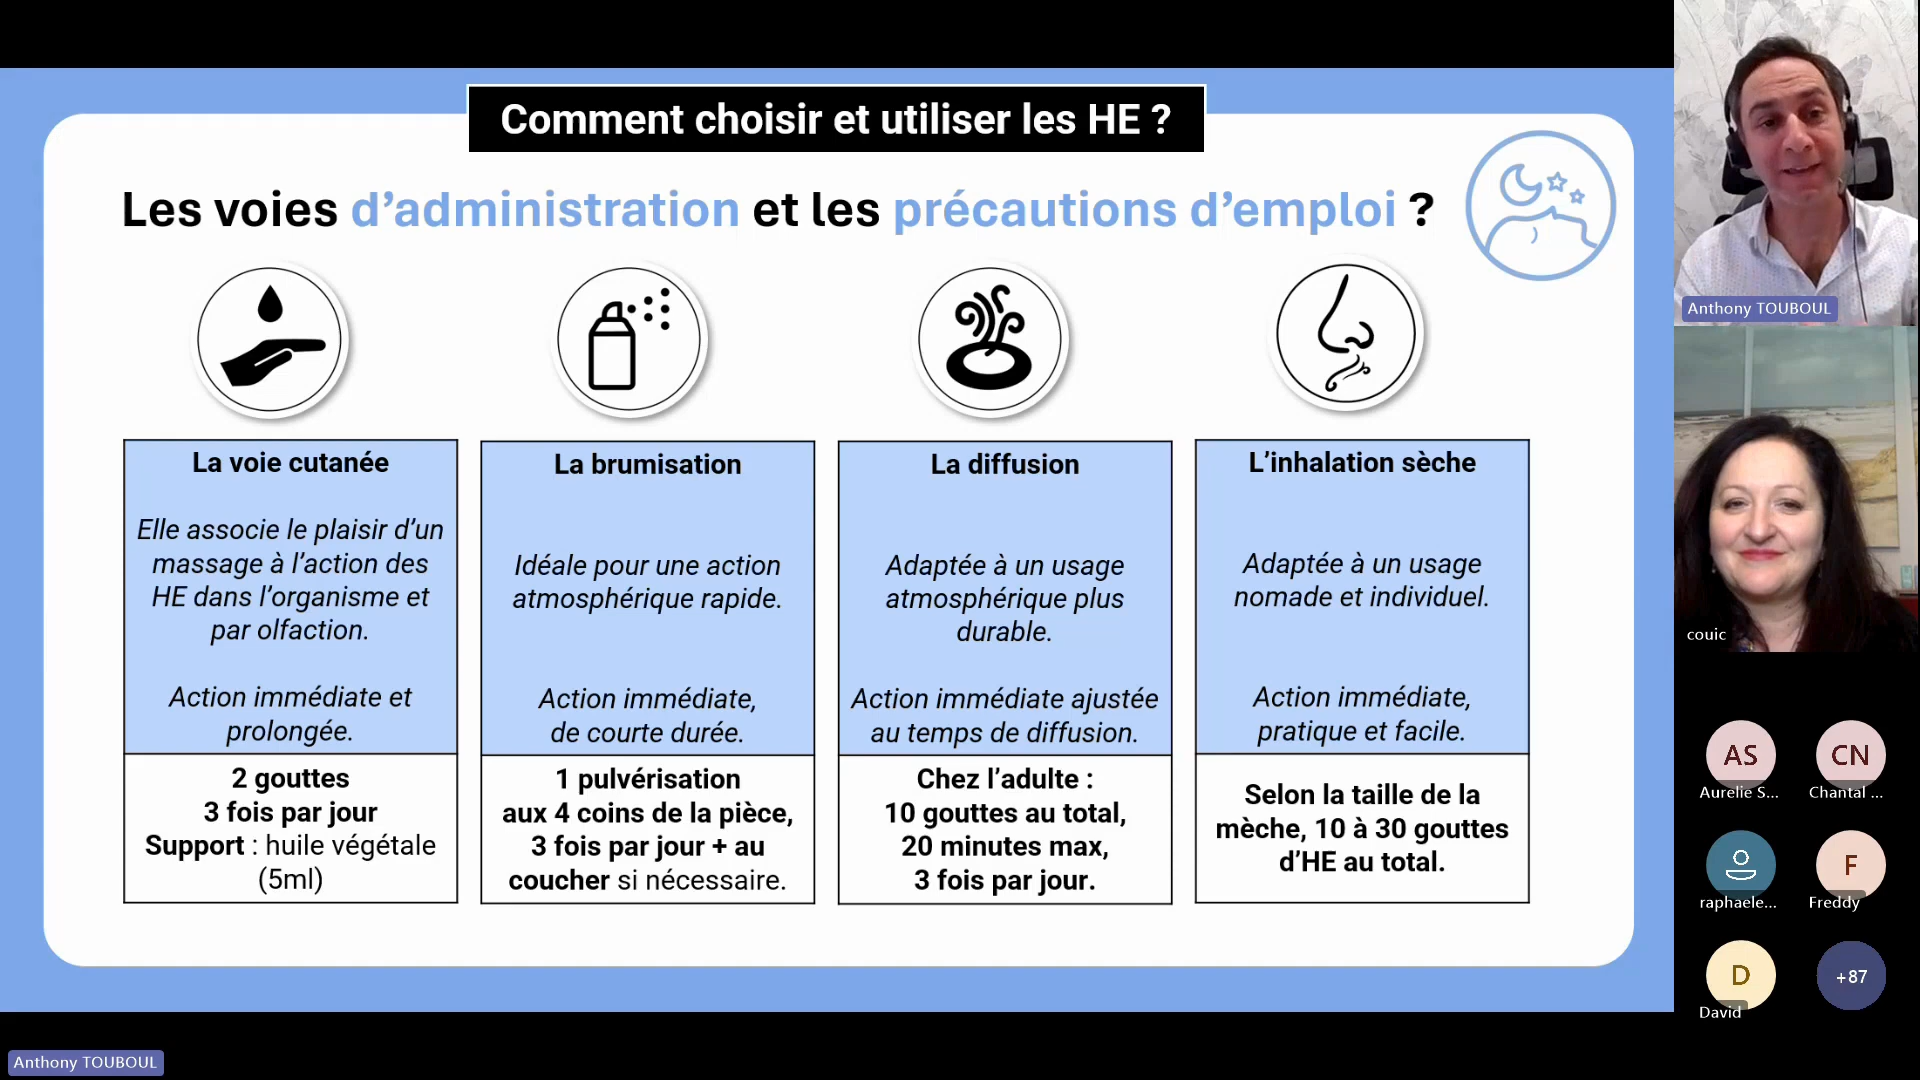 Comment choisir et utiliser les HE ?
Les voies d’administration et les précautions d’emploi ?
La voie cutanée
Elle associe le plaisir d’un
massage à l’action des
HE dans l’organisme et
par olfaction.
Action immédiate et
prolongée.
2 gouttes
3 fois par jour
Support : huile végétale
(5ml)
La brumisation
Idéale pour une action
atmosphérique rapide.
Action immédiate,
de courte durée.
1 pulvérisation
aux 4 coins de la pièce,
3 fois par jour + au
coucher si nécessaire.
La diffusion
Adaptée à un usage
atmosphérique plus
durable.
Action immédiate ajustée
au temps de diffusion.
Chez l’adulte :
10 gouttes au total,
20 minutes max,
3 fois par jour.
L’inhalation sèche
Adaptée à un usage
nomade et individuel.
Action immédiate,
pratique et facile.
Selon la taille de la
mèche, 10 à 30 gouttes
d’HE au total.
Anthony TOUBOUL
couic
AS
Aurelie S...
CN
Chantal ...
raphaele...
F
Freddy
D
David
+87
Anthony TOUBOUL